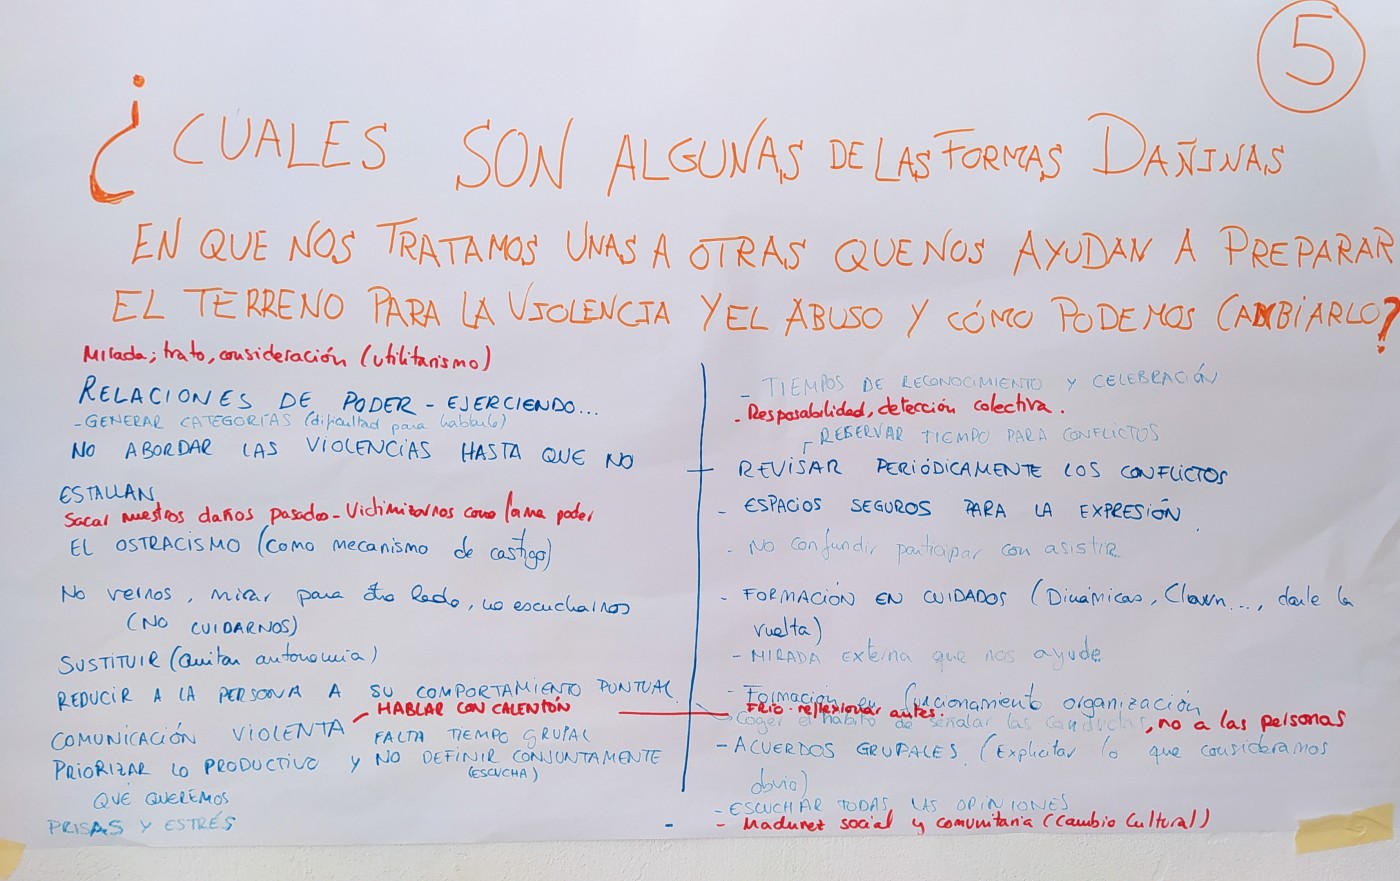 5
¿CUALES SON ALGUNAS DE LAS FORMAS DAÑINAS
EN QUE NOS TRATAMOS UNAS A OTRAS QUE NOS AYUDAN A PREPARAR
EL TERRENO PARA LA VIOLENCIA Y EL ABUSO Y CÓMO PODEMOS CAMBIARLO?
Mirada; trato, consideración (utilitarismo)
RELACIONES DE PODER - EJERCIENDO...
- GENERAR CATEGORÍAS (dificultad para hablarlo)
NO ABORDAR LAS VIOLENCIAS HASTA QUE NO
ESTALLAN
Sacar nuestros daños pasados - Victimizarnos como forma poder
EL OSTRACISMO (como mecanismo de castigo)
No vernos, mirar para otro lado, no escucharnos
(NO CUIDARNOS)
SUSTITUIR (Quitar autonomía)
REDUCIR A LA PERSONA A SU COMPORTAMIENTO PUNTUAL
COMUNICACIÓN VIOLENTA - HABLAR CON CALENTÓN
FALTA TIEMPO GRUPAL
PRIORIZAR LO PRODUCTIVO Y NO DEFINIR CONJUNTAMENTE
(ESCUCHA)
QUÉ QUEREMOS
PRISAS Y ESTRÉS
- TIEMPOS DE RECONOCIMIENTO Y CELEBRACIÓN
- Resposabilidad, detección colectiva.
RESERVAR TIEMPO PARA CONFLICTOS
- REVISAR PERIÓDICAMENTE LOS CONFLICTOS
- ESPACIOS SEGUROS PARA LA EXPRESIÓN.
- No confundir participar con asistir
- FORMACIÓN EN CUIDADOS (Dinámicas, Clown..., darle la
vuelta)
- MIRADA externa que nos ayude
- Formación en funcionamiento organización
- FRIO - reflexionar antes.
Coger el hábito de señalar las conductas, no a las personas
- ACUERDOS GRUPALES (Explicitar lo que consideramos
obvio)
- ESCUCHAR TODAS LAS OPINIONES
- Madurez social y comunitaria (Cambio Cultural)